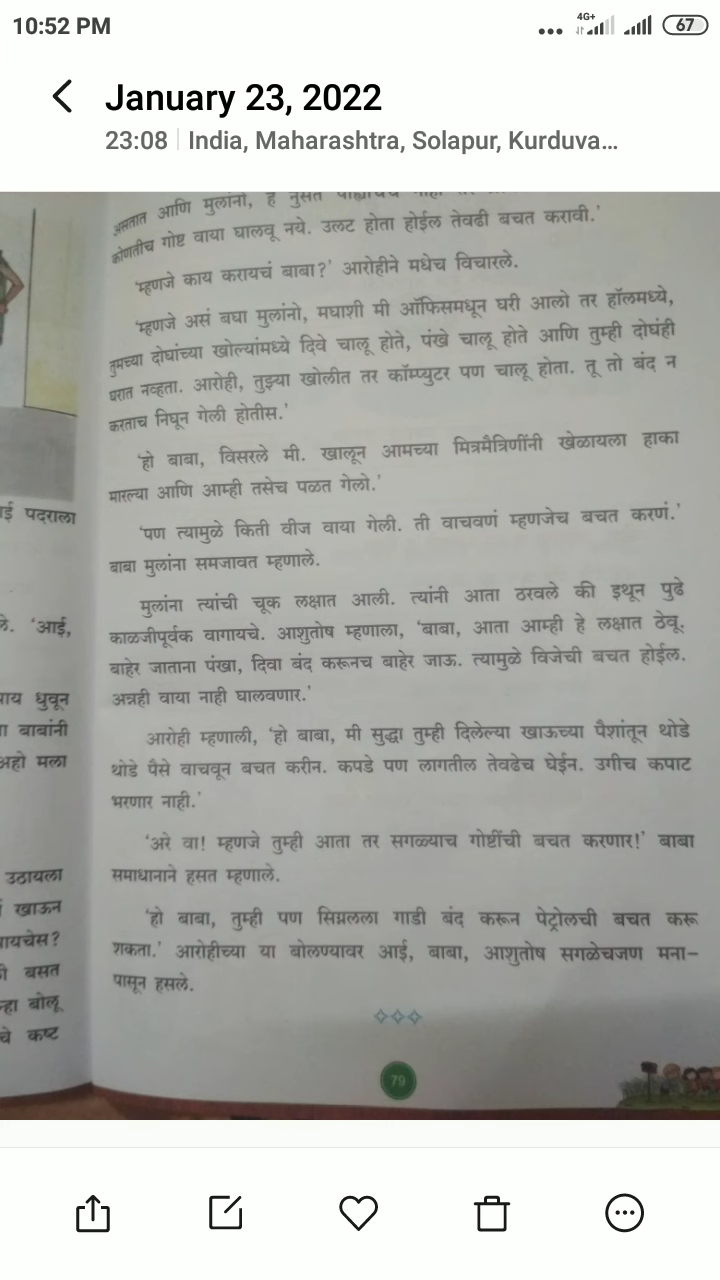 10:52 PM
4G+
67
January 23, 2022
23:08 India, Maharashtra, Solapur, Kurduva...
असतात आणि मुलांनो, हे नुसतं
कोणतीच गोष्ट वाया घालवू नये. उलट होता होईल तेवढी बचत करावी.’
‘म्हणजे काय करायचं बाबा?’ आरोहीने मधेच विचारले.
‘म्हणजे असं बघा मुलांनो, मघाशी मी ऑफिसमधून घरी आलो तर हॉलमध्ये,
तुमच्या दोघांच्या खोल्यांमध्ये दिवे चालू होते, पंखे चालू होते आणि तुम्ही दोघंही
घरात नव्हता. आरोही, तुझ्या खोलीत तर कॉम्प्युटर पण चालू होता. तू तो बंद न
करताच निघून गेली होतीस.’
‘हो बाबा, विसरले मी. खालून आमच्या मित्रमैत्रिणींनी खेळायला हाका
मारल्या आणि आम्ही तसेच पळत गेलो.’
‘पण त्यामुळे किती वीज वाया गेली. ती वाचवणं म्हणजेच बचत करणं.’
बाबा मुलांना समजावत म्हणाले.
मुलांना त्यांची चूक लक्षात आली. त्यांनी आता ठरवले की इथून पुढे
काळजीपूर्वक वागायचे. आशुतोष म्हणाला, ‘बाबा, आता आम्ही हे लक्षात ठेवू.
बाहेर जाताना पंखा, दिवा बंद करूनच बाहेर जाऊ. त्यामुळे विजेची बचत होईल.
अन्नही वाया नाही घालवणार.’
आरोही म्हणाली, ‘हो बाबा, मी सुद्धा तुम्ही दिलेल्या खाऊच्या पैशांतून थोडे
थोडे पैसे वाचवून बचत करीन. कपडे पण लागतील तेवढेच घेईन. उगीच कपाट
भरणार नाही.’
‘अरे वा! म्हणजे तुम्ही आता तर सगळ्याच गोष्टींची बचत करणार!’ बाबा
समाधानाने हसत म्हणाले.
‘हो बाबा, तुम्ही पण सिग्नलला गाडी बंद करून पेट्रोलची बचत करू
शकता.’ आरोहीच्या या बोलण्यावर आई, बाबा, आशुतोष सगळेचजण मना–
पासून हसले.
79
ई पदराला
‘आई,
धुवून
बाबांनी
मला
उठायला
खाऊन
बसत
बोलू
चे कष्ट